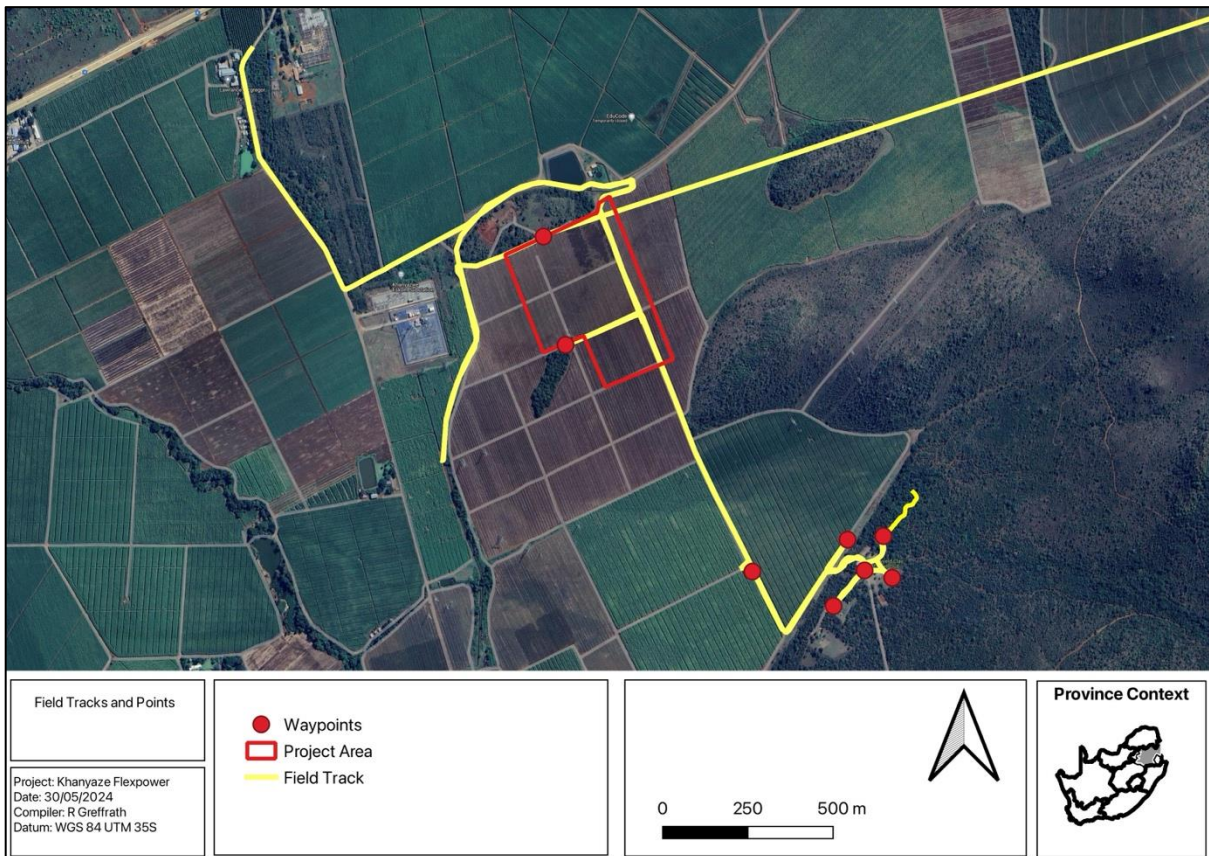 EduCode
Field Tracks and Points
Project: Khanyaze Flexpower
Date: 30/05/2024
Compiler: R Greffrath
Datum: WGS 84 UTM 35S
Waypoints
Project Area
Field Track
0 250 500 m
Province Context